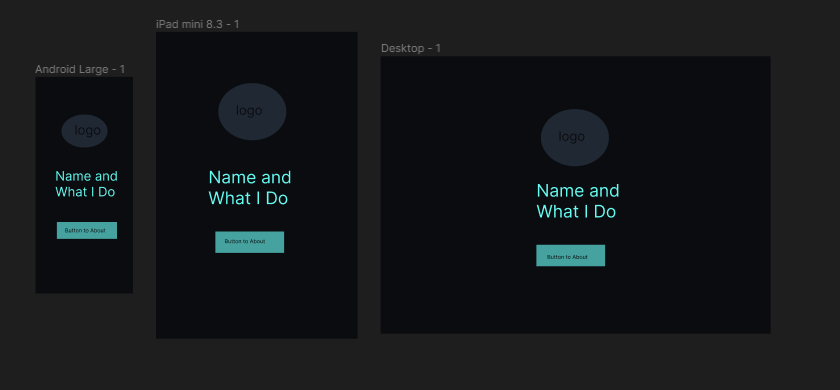 Android Large - 1
logo
Name and
What I Do
Button to About
iPad mini 8.3 - 1
logo
Name and
What I Do
Button to About
Desktop - 1
logo
Name and
What I Do
Button to About